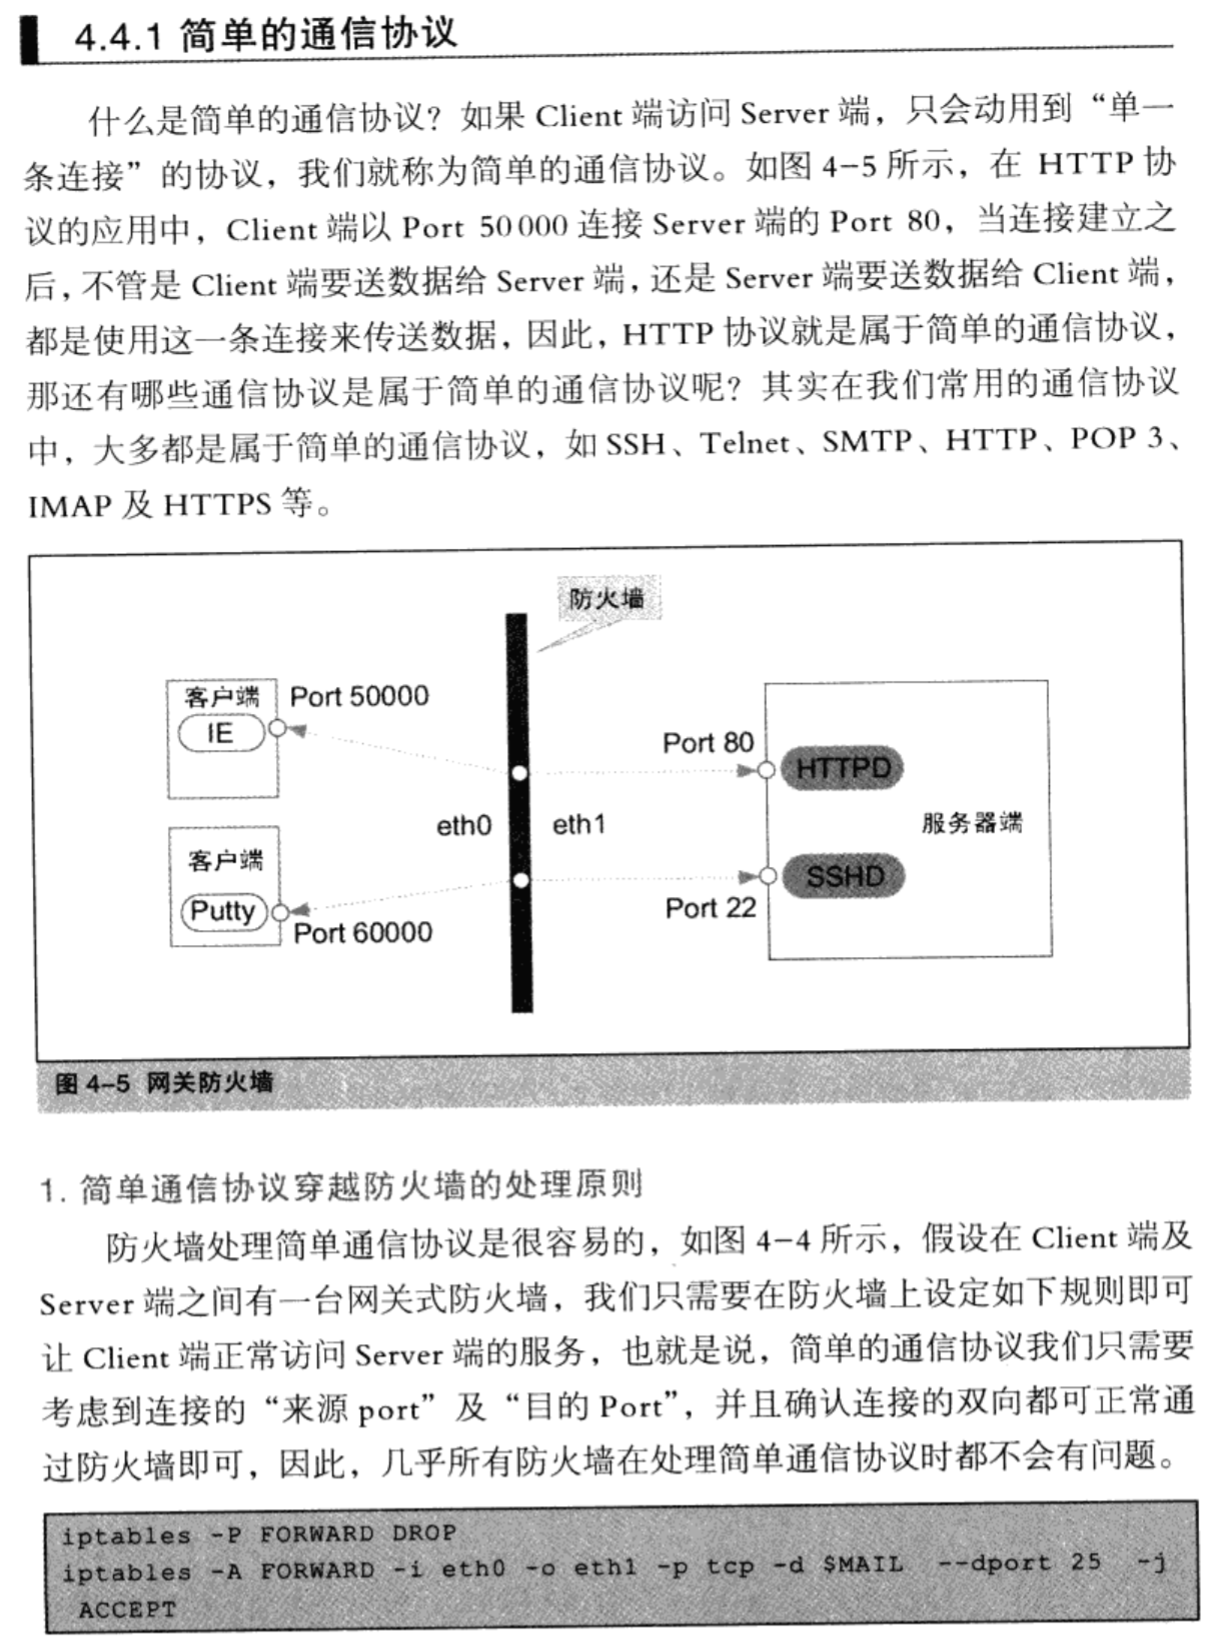 4.4.1 简单的通信协议
什么是简单的通信协议？如果 Client 端访问 Server 端，只会动用到“单一
条连接”的协议，我们就称为简单的通信协议。如图 4-5 所示，在 HTTP 协
议的应用中，Client 端以 Port 50000 连接 Server 端的 Port 80，当连接建立之
后，不管是 Client 端要送数据给 Server 端，还是 Server 端要送数据给 Client 端，
都是使用这一条连接来传送数据，因此，HTTP 协议就是属于简单的通信协议，
那还有哪些通信协议是属于简单的通信协议呢？其实在我们常用的通信协议
中，大多都是属于简单的通信协议，如 SSH、Telnet、SMTP、HTTP、POP 3、
IMAP 及 HTTPS 等。
防火墙
客户端
Port 50000
IE
Port 80
HTTPD
eth0
eth1
服务器端
客户端
Putty
Port 60000
SSHD
Port 22
图 4-5 网关防火墙
1. 简单通信协议穿越防火墙的处理原则
防火墙处理简单通信协议是很容易的，如图 4-4 所示，假设在 Client 端及
Server 端之间有一台网关式防火墙，我们只需要在防火墙上设定如下规则即可
让 Client 端正常访问 Server 端的服务，也就是说，简单的通信协议我们只需要
考虑到连接的“来源 port”及“目的 Port”，并且确认连接的双向都可正常通
过防火墙即可，因此，几乎所有防火墙在处理简单通信协议时都不会有问题。
iptables -P FORWARD DROP
iptables -A FORWARD -i eth0 -o eth1 -p tcp -d $MAIL --dport 25 -j
ACCEPT